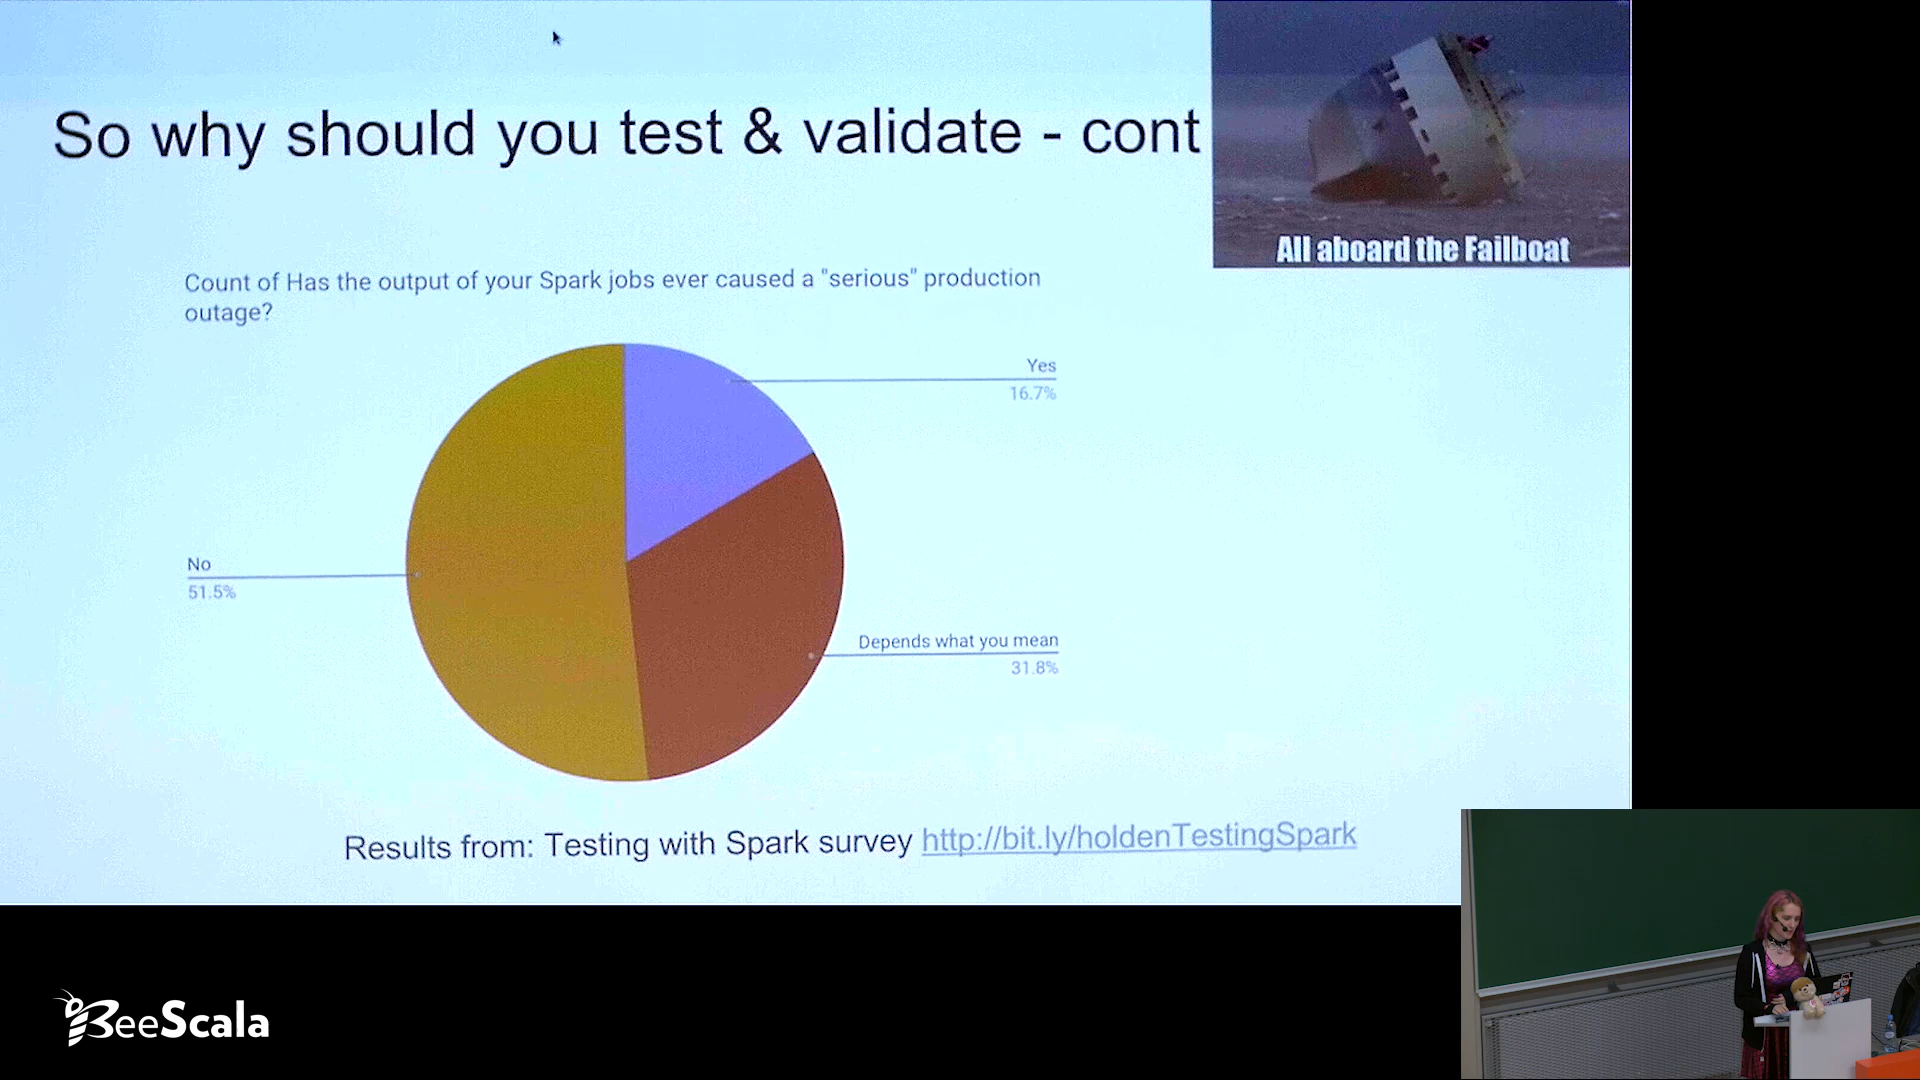 So why should you test & validate - cont
All aboard the Failboat
Count of Has the output of your Spark jobs ever caused a "serious" production
outage?
Yes
16.7%
No
51.5%
Depends what you mean
31.8%
Results from: Testing with Spark survey http://bit.ly/holdenTestingSpark
BeeScala